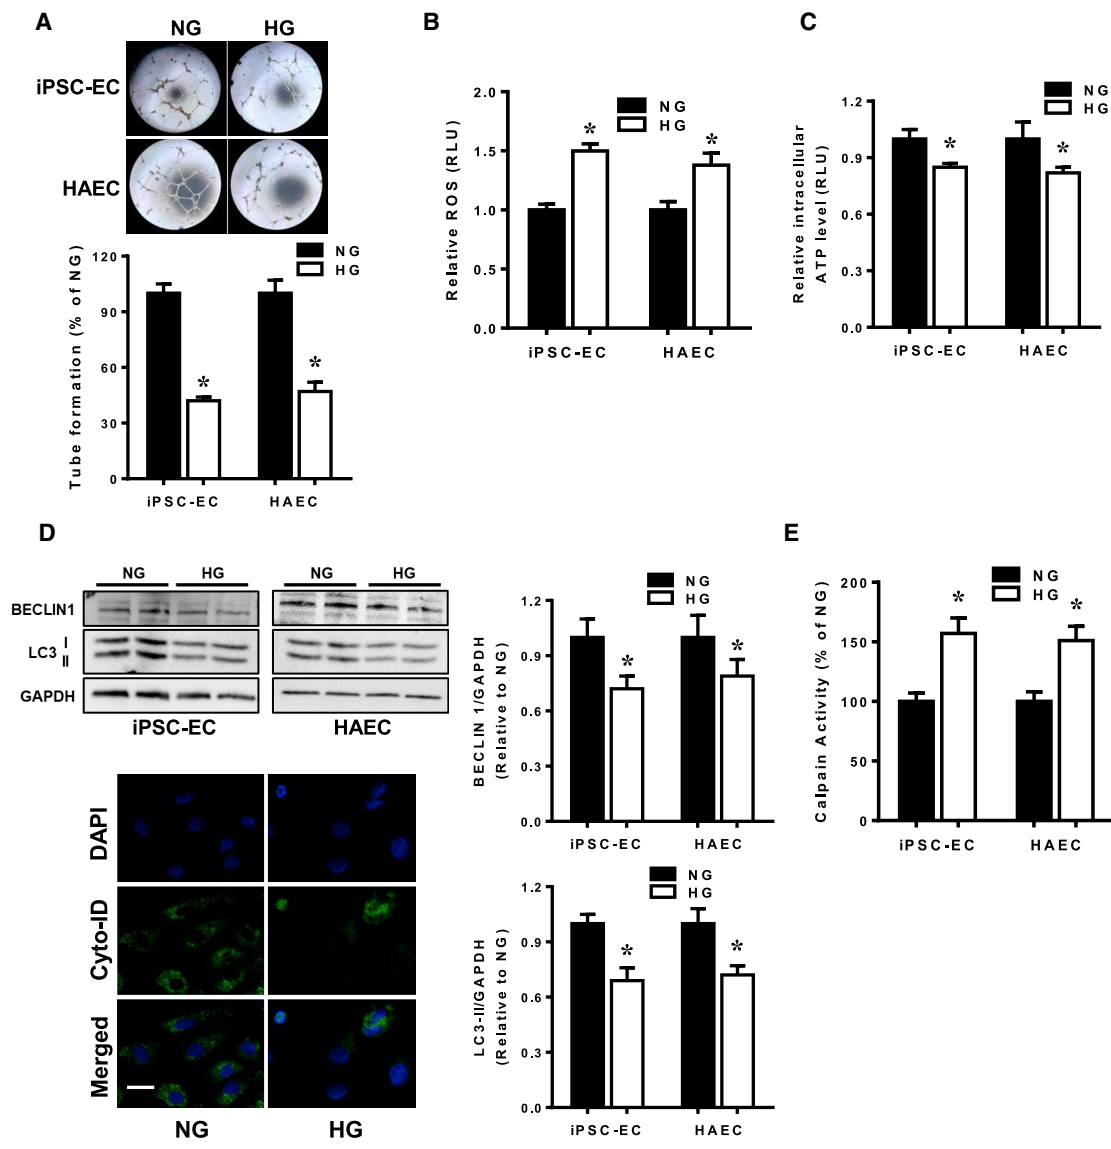 A
NG HG
iPSC-EC
HAEC
Tube formation (% of NG)
120
90
60
30
0
NG
HG
*
*
iPSC-EC HAEC
B
Relative ROS (RLU)
2.0
1.5
1.0
0.5
0.0
NG
HG
*
*
iPSC-EC HAEC
C
Relative intracellular
ATP level (RLU)
1.2
0.9
0.6
0.3
0.0
NG
HG
*
*
iPSC-EC HAEC
D
NG HG NG HG
BECLIN1
LC3 I
II
GAPDH
iPSC-EC HAEC
DAPI
Cyto-ID
Merged
NG HG
BECLIN 1/GAPDH
(Relative to NG)
1.2
0.9
0.6
0.3
0.0
NG
HG
*
*
iPSC-EC HAEC
LC3-II/GAPDH
(Relative to NG)
1.2
0.9
0.6
0.3
0.0
NG
HG
*
*
iPSC-EC HAEC
E
Calpain Activity (% of NG)
200
150
100
50
0
NG
HG
*
*
iPSC-EC HAEC